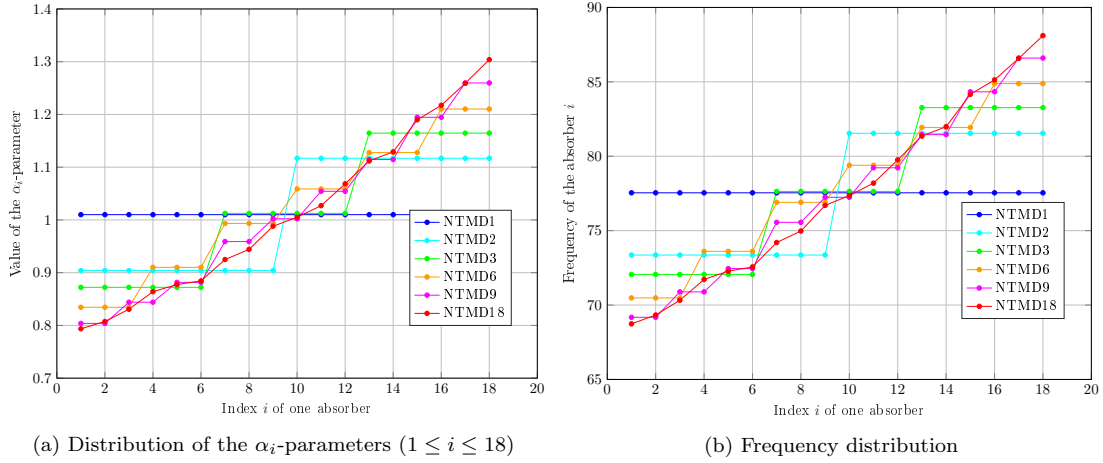 1.4
1.3
1.2
1.1
1
0.9
0.8
0.7
0 2 4 6 8 10 12 14 16 18 20
Value of the αᵢ-parameter
Index i of one absorber
NTMD1
NTMD2
NTMD3
NTMD6
NTMD9
NTMD18
(a) Distribution of the αᵢ-parameters (1 ≤ i ≤ 18)
90
85
80
75
70
65
0 2 4 6 8 10 12 14 16 18 20
Frequency of the absorber i
Index i of one absorber
NTMD1
NTMD2
NTMD3
NTMD6
NTMD9
NTMD18
(b) Frequency distribution